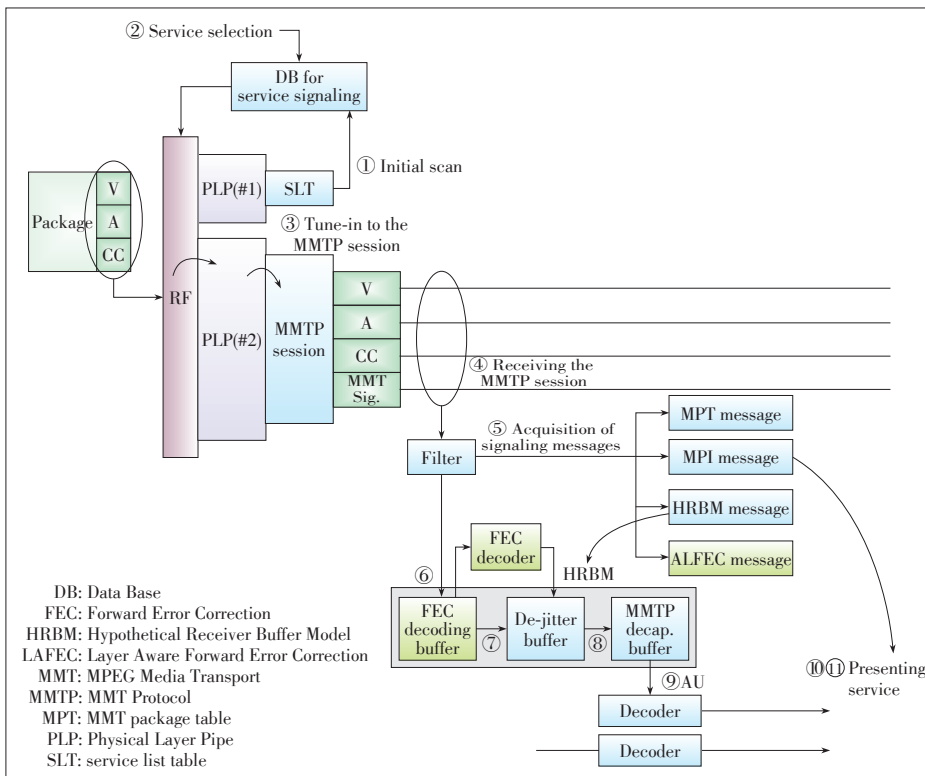 ② Service selection
DB for
service signaling
① Initial scan
PLP(#1)
SLT
Package
V
A
CC
③ Tune-in to the
MMTP session
RF
PLP(#2)
MMTP
session
V
A
CC
MMT
Sig.
④ Receiving the
MMTP session
Filter
⑤ Acquisition of
signaling messages
MPT message
MPI message
HRBM message
ALFEC message
FEC
decoder
HRBM
⑥
FEC
decoding
buffer
⑦
De-jitter
buffer
⑧
MMTP
decap.
buffer
⑨AU
Decoder
Decoder
⑩⑪ Presenting
service
DB: Data Base
FEC: Forward Error Correction
HRBM: Hypothetical Receiver Buffer Model
LAFEC: Layer Aware Forward Error Correction
MMT: MPEG Media Transport
MMTP: MMT Protocol
MPT: MMT package table
PLP: Physical Layer Pipe
SLT: service list table